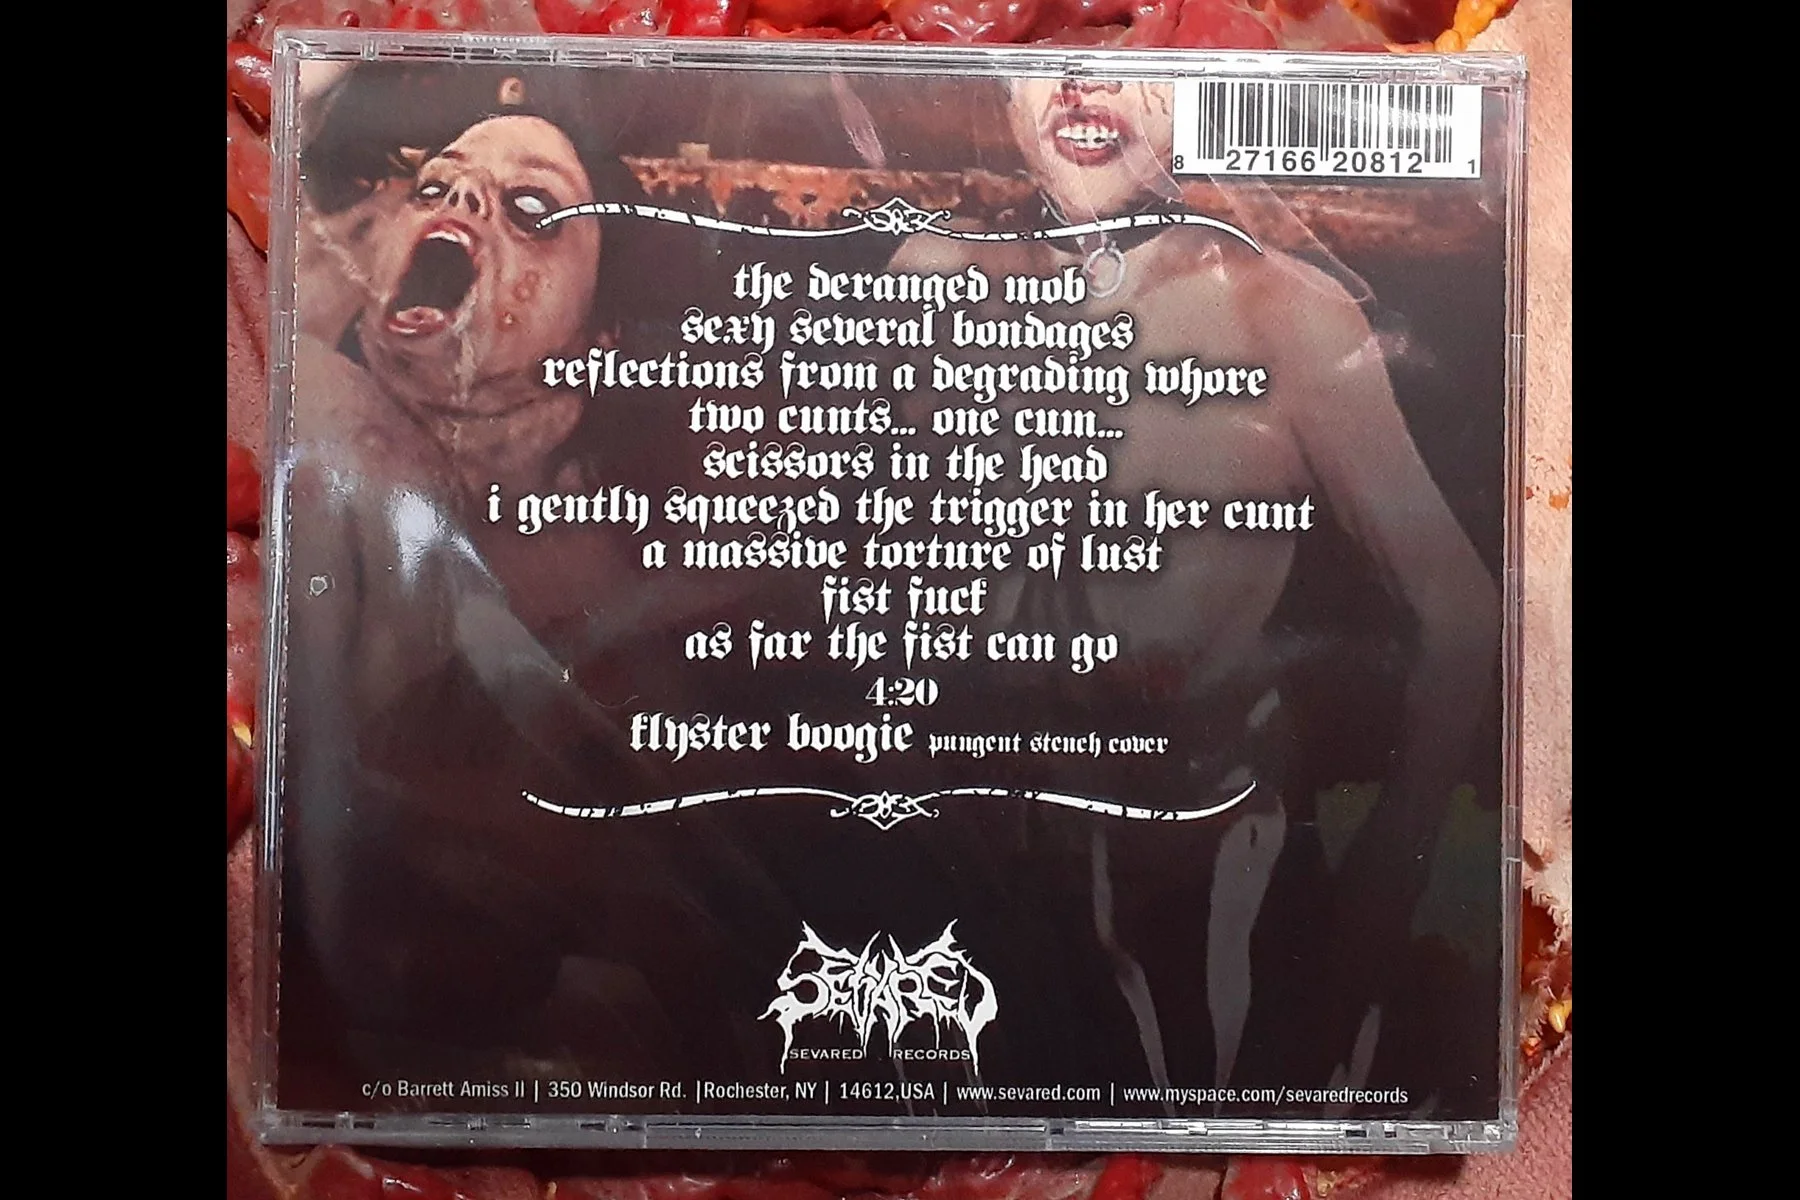 8 27166 20812 1
the deranged mob
sexy several bondages
reflections from a degrading whore
two cunts... one cum...
scissors in the head
i gently squeezed the trigger in her cunt
a massive torture of lust
fist fuck
as far the fist can go
4:20
klyster boogie pungent stench cover
SEVARED
SEVARED RECORDS
c/o Barrett Amiss II | 350 Windsor Rd. |Rochester, NY | 14612,USA | www.sevared.com | www.myspace.com/sevaredrecords